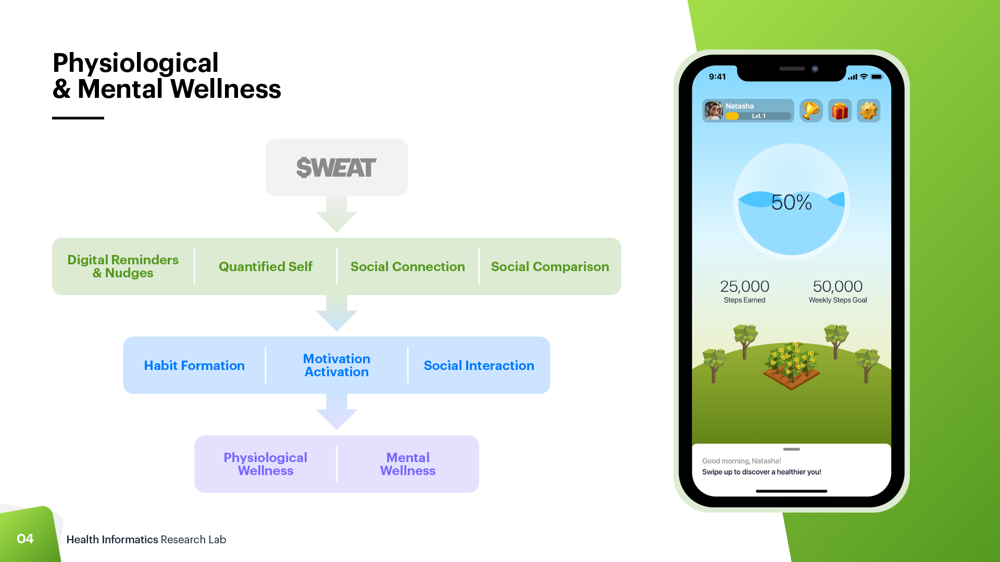 Physiological
& Mental Wellness
$WEAT
Digital Reminders
& Nudges
Quantified Self
Social Connection
Social Comparison
Habit Formation
Motivation
Activation
Social Interaction
Physiological
Wellness
Mental
Wellness
04
Health Informatics Research Lab
9:41
Natasha
Lvl. 1
50%
25,000
Steps Earned
50,000
Weekly Steps Goal
Good morning, Natasha!
Swipe up to discover a healthier you!